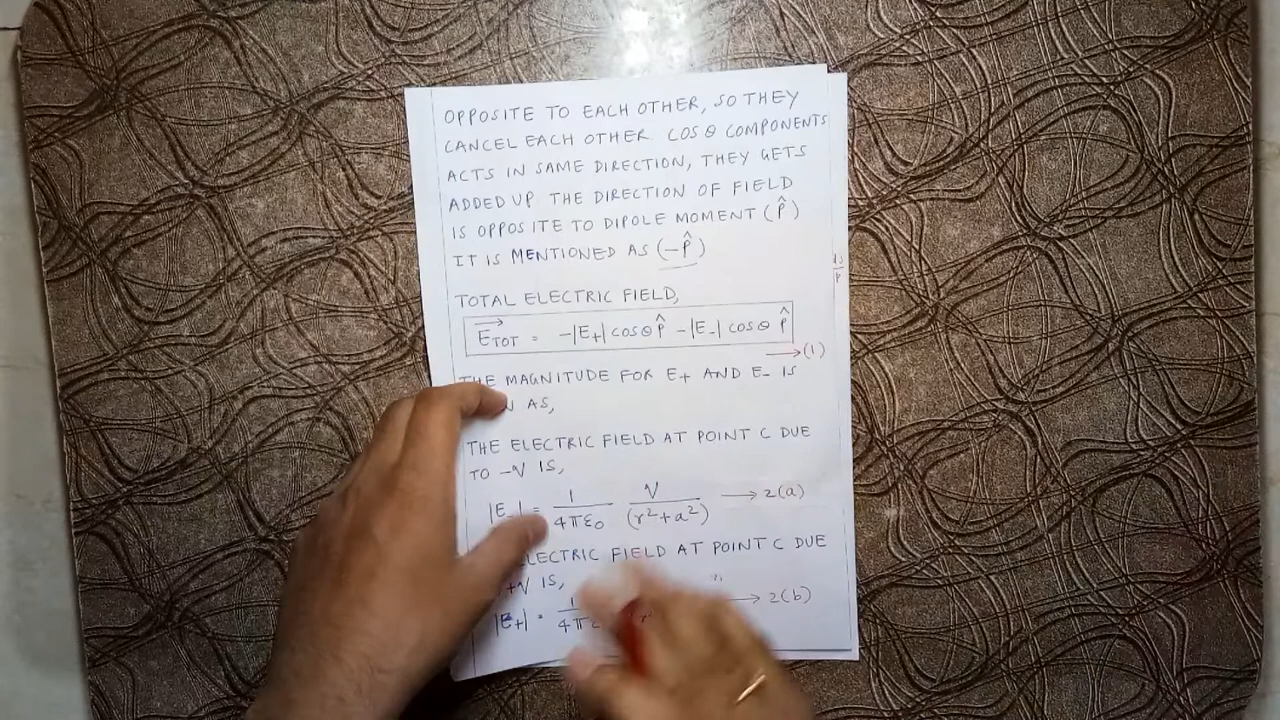 OPPOSITE TO EACH OTHER, SO THEY
CANCEL EACH OTHER COS θ COMPONENTS
ACTS IN SAME DIRECTION, THEY GETS
ADDED UP THE DIRECTION OF FIELD
IS OPPOSITE TO DIPOLE MOMENT (p̂)
IT IS MENTIONED AS (-p̂)
TOTAL ELECTRIC FIELD,
E⃗TOT = -|E+| cosθ p̂ -|E-| cosθ p̂
→(1)
THE MAGNITUDE FOR E+ AND E- IS
AS,
THE ELECTRIC FIELD AT POINT C DUE
TO -q IS,
|E-| = 1/4πε₀ q/(r²+a²) → 2(a)
ELECTRIC FIELD AT POINT C DUE
+q IS,
|E+| = → 2(b)